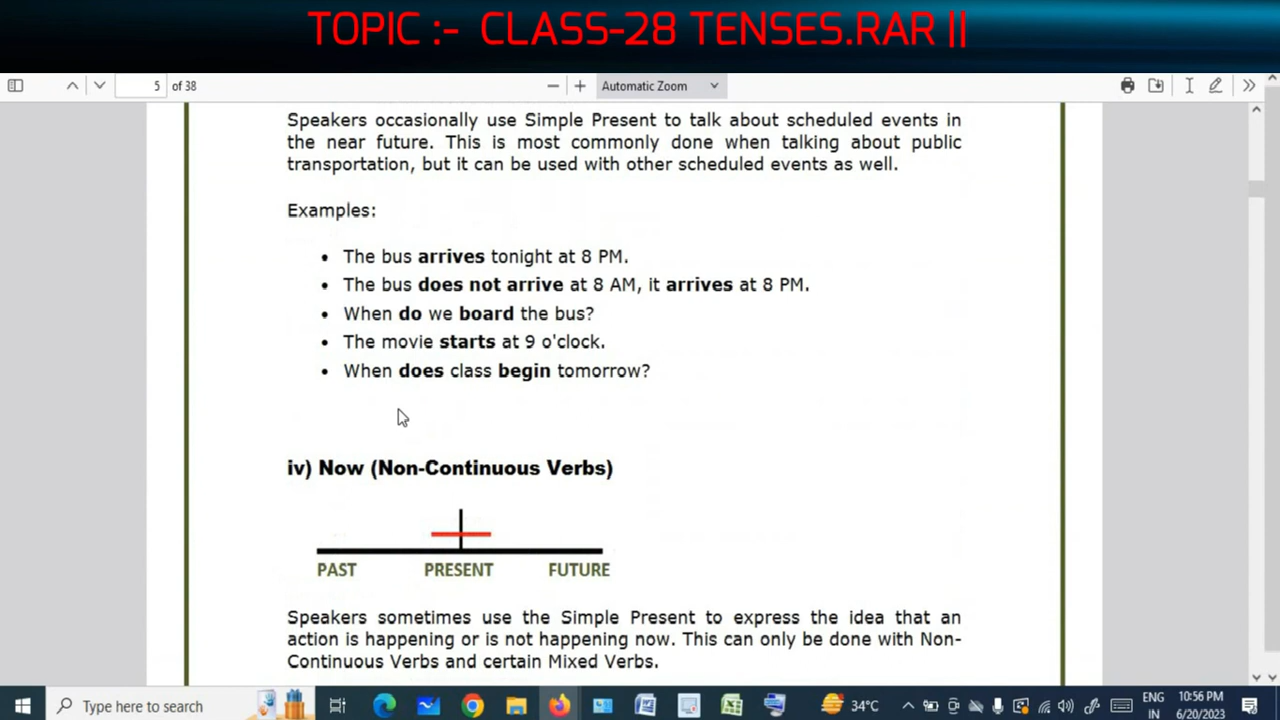 TOPIC :- CLASS-28 TENSES.RAR ||
5 of 38
Automatic Zoom
Speakers occasionally use Simple Present to talk about scheduled events in
the near future. This is most commonly done when talking about public
transportation, but it can be used with other scheduled events as well.
Examples:
• The bus arrives tonight at 8 PM.
• The bus does not arrive at 8 AM, it arrives at 8 PM.
• When do we board the bus?
• The movie starts at 9 o'clock.
• When does class begin tomorrow?
iv) Now (Non-Continuous Verbs)
PAST PRESENT FUTURE
Speakers sometimes use the Simple Present to express the idea that an
action is happening or is not happening now. This can only be done with Non-
Continuous Verbs and certain Mixed Verbs.
Type here to search
34°C
ENG
IN
10:56 PM
6/20/2023